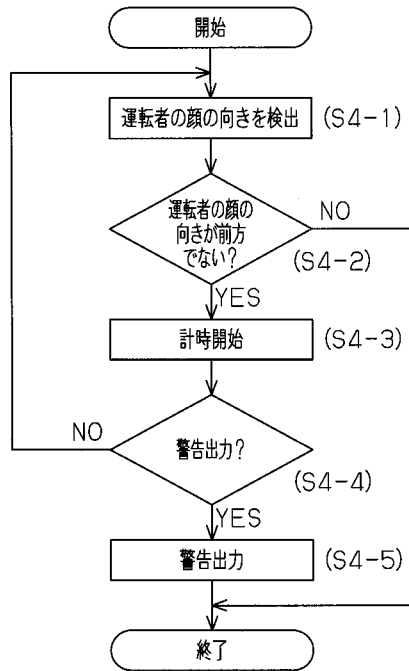 開始
運転者の顔の向きを検出
(S4-1)
運転者の顔の
向きが前方
でない?
NO
(S4-2)
YES
計時開始
(S4-3)
NO
警告出力?
(S4-4)
YES
警告出力
(S4-5)
終了